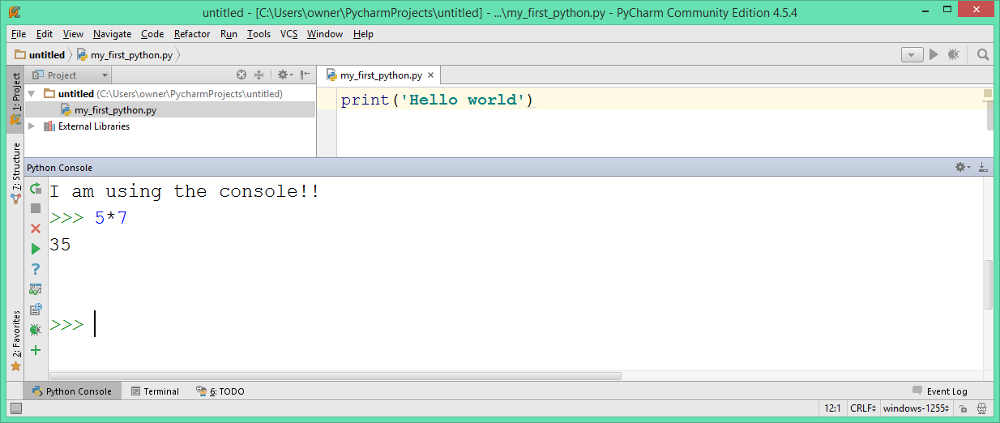 untitled - [C:\Users\owner\PycharmProjects\untitled] - ...\my_first_python.py - PyCharm Community Edition 4.5.4
File Edit View Navigate Code Refactor Run Tools VCS Window Help
untitled my_first_python.py
1: Project
Project
my_first_python.py
untitled (C:\Users\owner\PycharmProjects\untitled)
my_first_python.py
External Libraries
print('Hello world')
7: Structure
Python Console
I am using the console!!
>>> 5*7
35
>>>
2: Favorites
Python Console Terminal 6: TODO Event Log
12:1 CRLF windows-1255